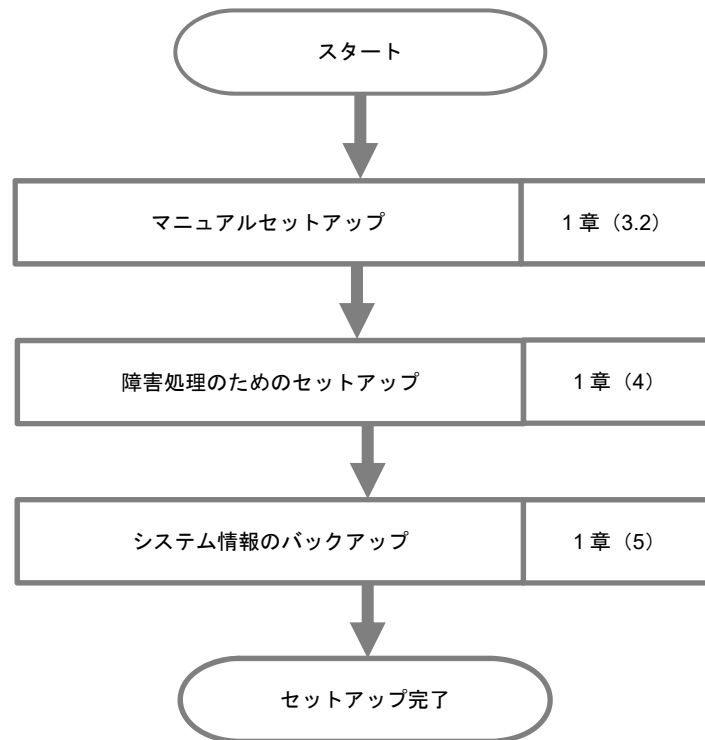 スタート
マニュアルセットアップ 1 章（3.2）
障害処理のためのセットアップ 1 章（4）
システム情報のバックアップ 1 章（5）
セットアップ完了